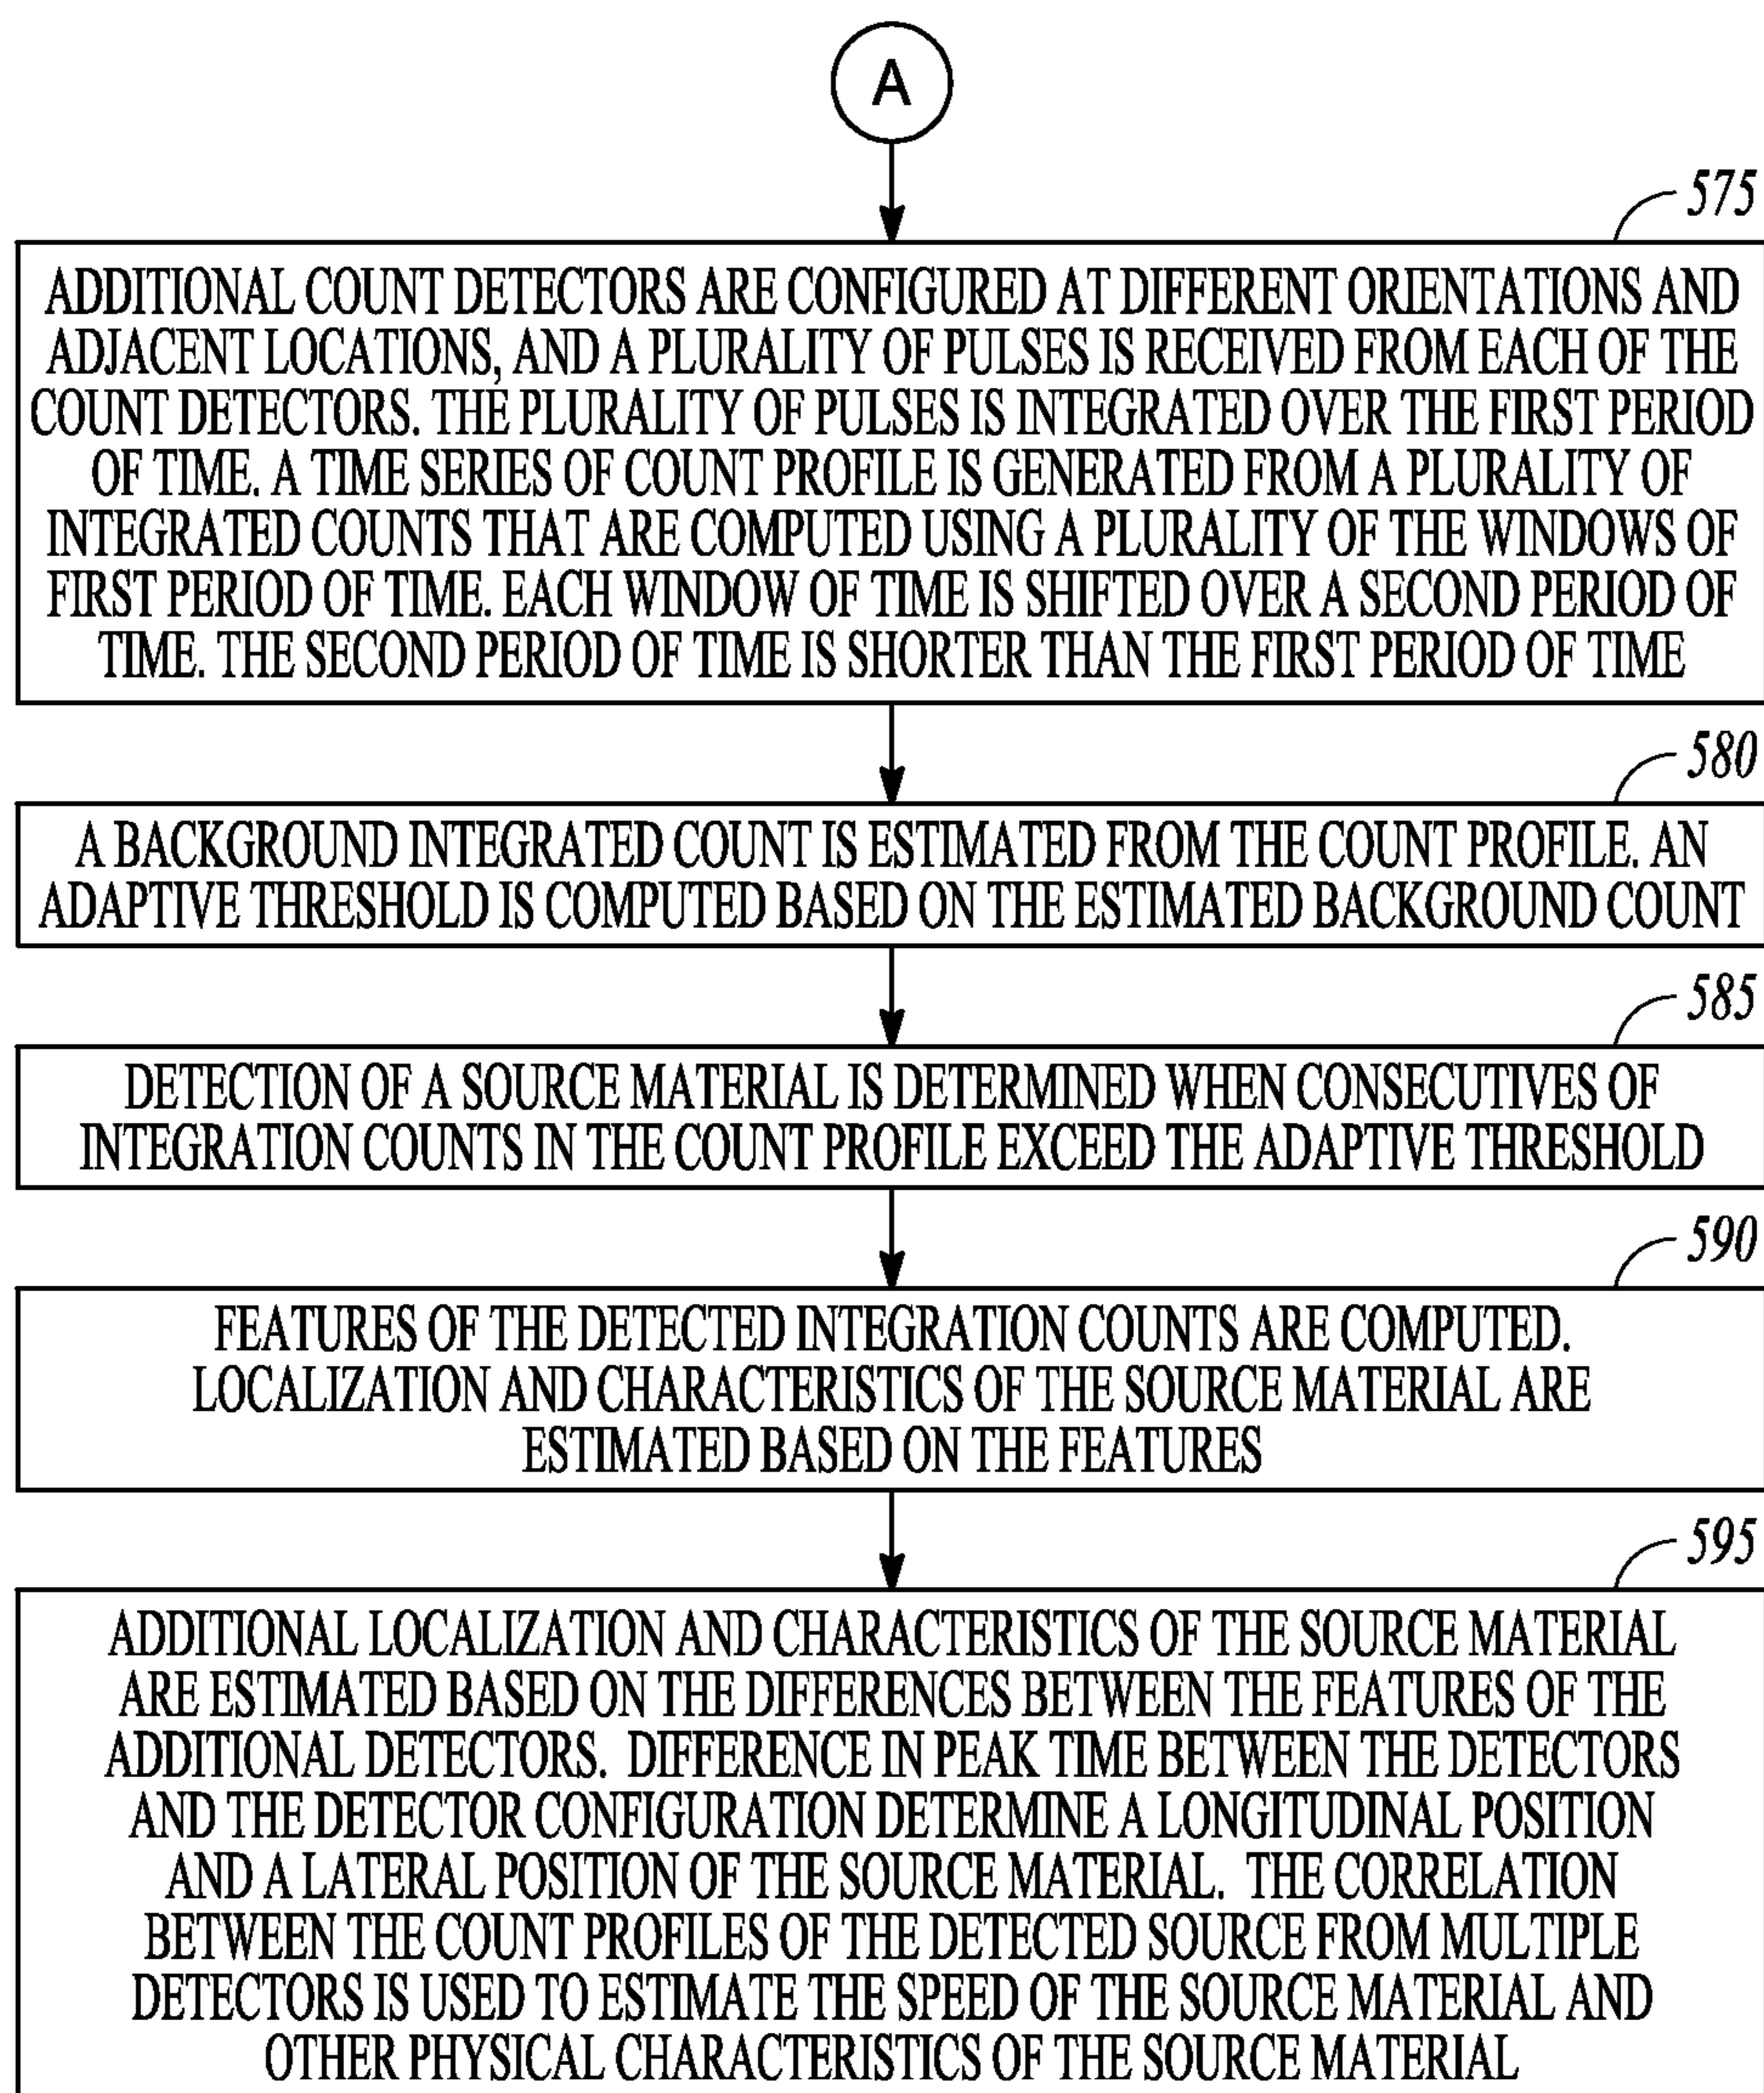 A
575
ADDITIONAL COUNT DETECTORS ARE CONFIGURED AT DIFFERENT ORIENTATIONS AND
ADJACENT LOCATIONS, AND A PLURALITY OF PULSES IS RECEIVED FROM EACH OF THE
COUNT DETECTORS. THE PLURALITY OF PULSES IS INTEGRATED OVER THE FIRST PERIOD
OF TIME. A TIME SERIES OF COUNT PROFILE IS GENERATED FROM A PLURALITY OF
INTEGRATED COUNTS THAT ARE COMPUTED USING A PLURALITY OF THE WINDOWS OF
FIRST PERIOD OF TIME. EACH WINDOW OF TIME IS SHIFTED OVER A SECOND PERIOD OF
TIME. THE SECOND PERIOD OF TIME IS SHORTER THAN THE FIRST PERIOD OF TIME
580
A BACKGROUND INTEGRATED COUNT IS ESTIMATED FROM THE COUNT PROFILE. AN
ADAPTIVE THRESHOLD IS COMPUTED BASED ON THE ESTIMATED BACKGROUND COUNT
585
DETECTION OF A SOURCE MATERIAL IS DETERMINED WHEN CONSECUTIVES OF
INTEGRATION COUNTS IN THE COUNT PROFILE EXCEED THE ADAPTIVE THRESHOLD
590
FEATURES OF THE DETECTED INTEGRATION COUNTS ARE COMPUTED.
LOCALIZATION AND CHARACTERISTICS OF THE SOURCE MATERIAL ARE
ESTIMATED BASED ON THE FEATURES
595
ADDITIONAL LOCALIZATION AND CHARACTERISTICS OF THE SOURCE MATERIAL
ARE ESTIMATED BASED ON THE DIFFERENCES BETWEEN THE FEATURES OF THE
ADDITIONAL DETECTORS. DIFFERENCE IN PEAK TIME BETWEEN THE DETECTORS
AND THE DETECTOR CONFIGURATION DETERMINE A LONGITUDINAL POSITION
AND A LATERAL POSITION OF THE SOURCE MATERIAL. THE CORRELATION
BETWEEN THE COUNT PROFILES OF THE DETECTED SOURCE FROM MULTIPLE
DETECTORS IS USED TO ESTIMATE THE SPEED OF THE SOURCE MATERIAL AND
OTHER PHYSICAL CHARACTERISTICS OF THE SOURCE MATERIAL